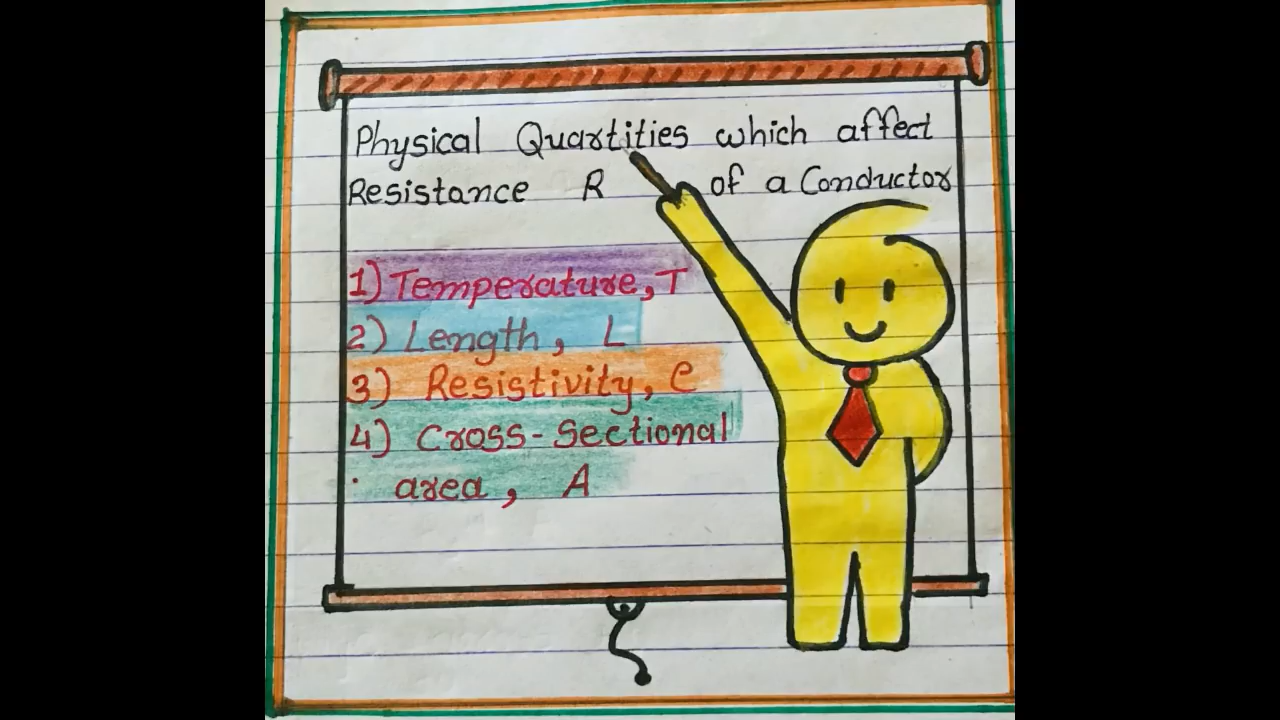 Physical Quantities which affect
Resistance R of a Conductor
1) Temperature, T
2) Length, L
3) Resistivity, ρ
4) Cross-Sectional
area, A